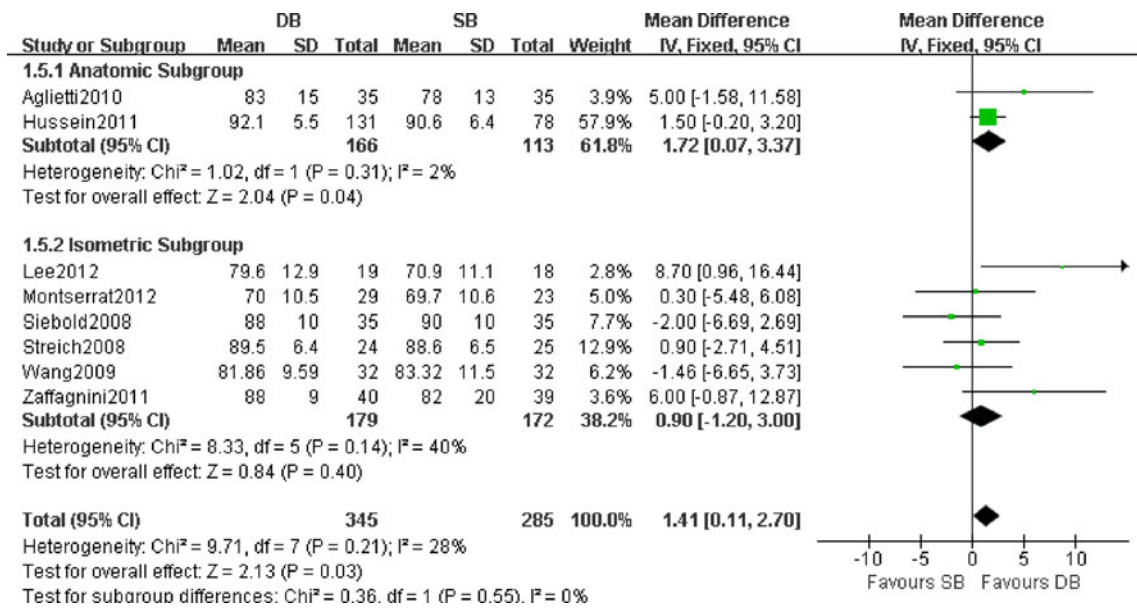 DB SB Mean Difference Mean Difference
Study or Subgroup Mean SD Total Mean SD Total Weight IV, Fixed, 95% CI IV, Fixed, 95% CI
1.5.1 Anatomic Subgroup
Aglietti2010 83 15 35 78 13 35 3.9% 5.00 [-1.58, 11.58]
Hussein2011 92.1 5.5 131 90.6 6.4 78 57.9% 1.50 [-0.20, 3.20]
Subtotal (95% CI) 166 113 61.8% 1.72 [0.07, 3.37]
Heterogeneity: Chi² = 1.02, df = 1 (P = 0.31); I² = 2%
Test for overall effect: Z = 2.04 (P = 0.04)
1.5.2 Isometric Subgroup
Lee2012 79.6 12.9 19 70.9 11.1 18 2.8% 8.70 [0.96, 16.44]
Montserrat2012 70 10.5 29 69.7 10.6 23 5.0% 0.30 [-5.48, 6.08]
Siebold2008 88 10 35 90 10 35 7.7% -2.00 [-6.69, 2.69]
Streich2008 89.5 6.4 24 88.6 6.5 25 12.9% 0.90 [-2.71, 4.51]
Wang2009 81.86 9.59 32 83.32 11.5 32 6.2% -1.46 [-6.65, 3.73]
Zaffagnini2011 88 9 40 82 20 39 3.6% 6.00 [-0.87, 12.87]
Subtotal (95% CI) 179 172 38.2% 0.90 [-1.20, 3.00]
Heterogeneity: Chi² = 8.33, df = 5 (P = 0.14); I² = 40%
Test for overall effect: Z = 0.84 (P = 0.40)
Total (95% CI) 345 285 100.0% 1.41 [0.11, 2.70]
Heterogeneity: Chi² = 9.71, df = 7 (P = 0.21); I² = 28%
Test for overall effect: Z = 2.13 (P = 0.03)
Test for subgroup differences: Chi² = 0.36, df = 1 (P = 0.55), I² = 0%
-10 -5 0 5 10
Favours SB Favours DB